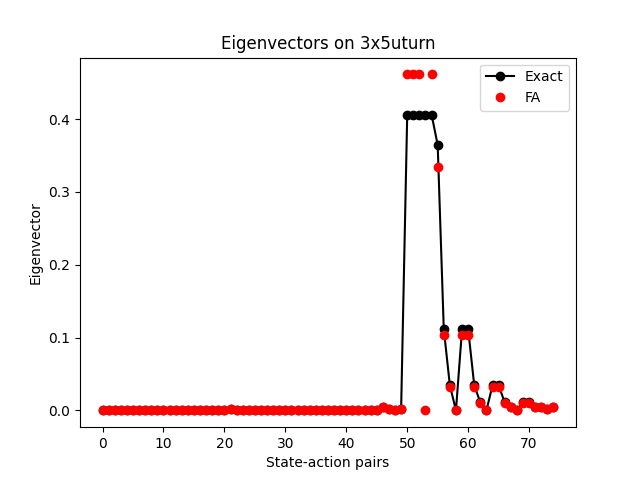 Eigenvectors on 3x5uturn
Exact
FA
Eigenvector
0.4
0.3
0.2
0.1
0.0
0 10 20 30 40 50 60 70
State-action pairs